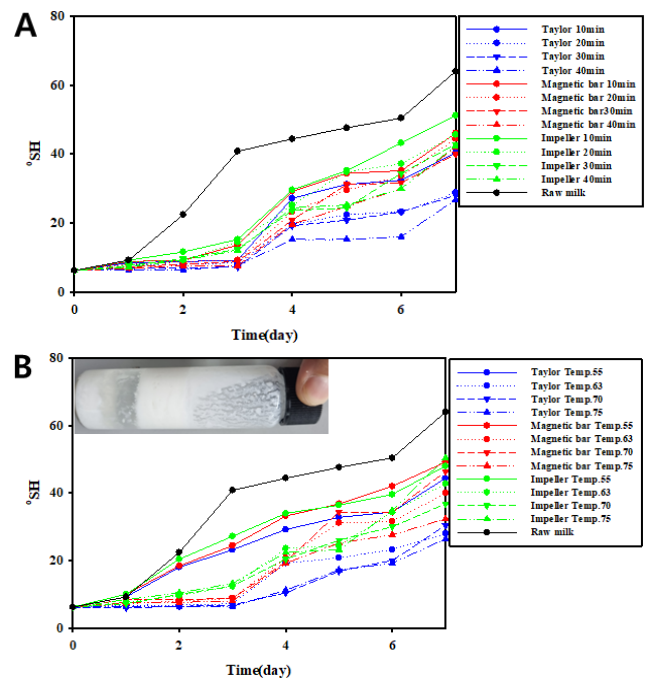 A
80
60
40
20
0
⁰SH
0
2
4
6
Time(day)
Taylor 10min
Taylor 20min
Taylor 30min
Taylor 40min
Magnetic bar 10min
Magnetic bar 20min
Magnetic bar30min
Magnetic bar 40min
Impeller 10min
Impeller 20min
Impeller 30min
Impeller 40min
Raw milk
B
80
60
40
20
0
⁰SH
0
2
4
6
Time(day)
Taylor Temp.55
Taylor Temp.63
Taylor Temp.70
Taylor Temp.75
Magnetic bar Temp.55
Magnetic bar Temp.63
Magnetic bar Temp.70
Magnetic bar Temp.75
Impeller Temp.55
Impeller Temp.63
Impeller Temp.70
Impeller Temp.75
Raw milk